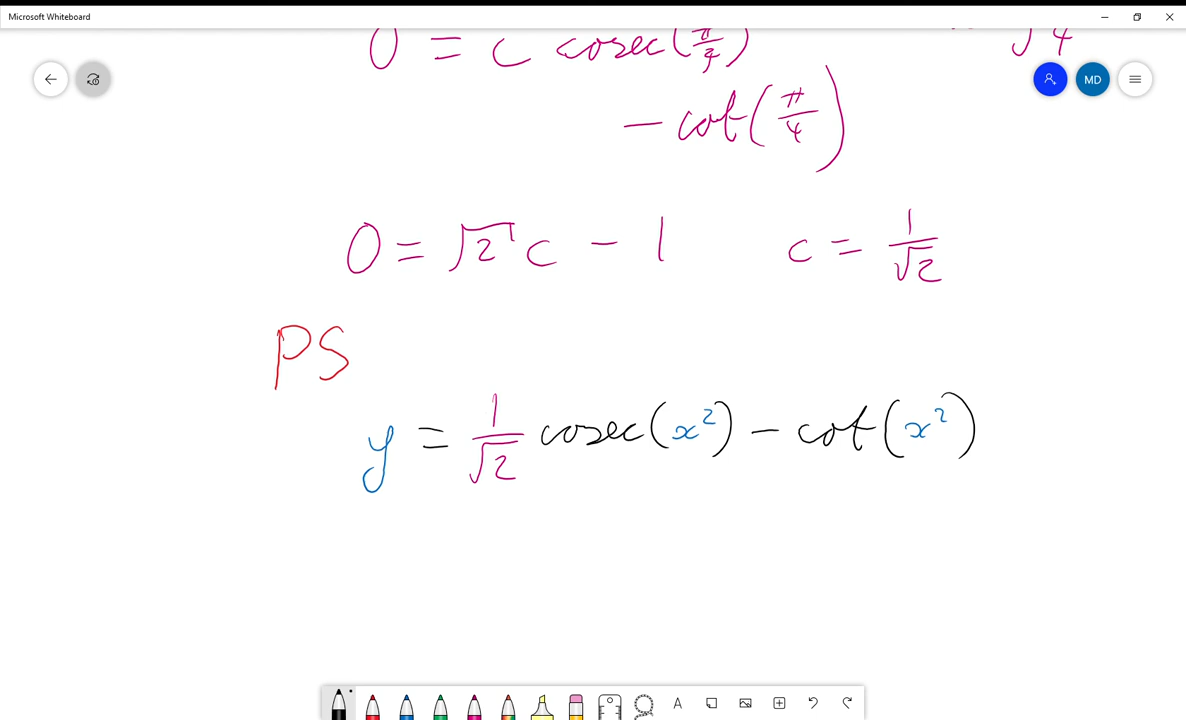 Microsoft Whiteboard
0 = c cosec(π/4)
MD
- cot(π/4)
0 = √2 c - 1 c = 1/√2
PS
y = 1/√2 cosec(x²) - cot(x²)
A